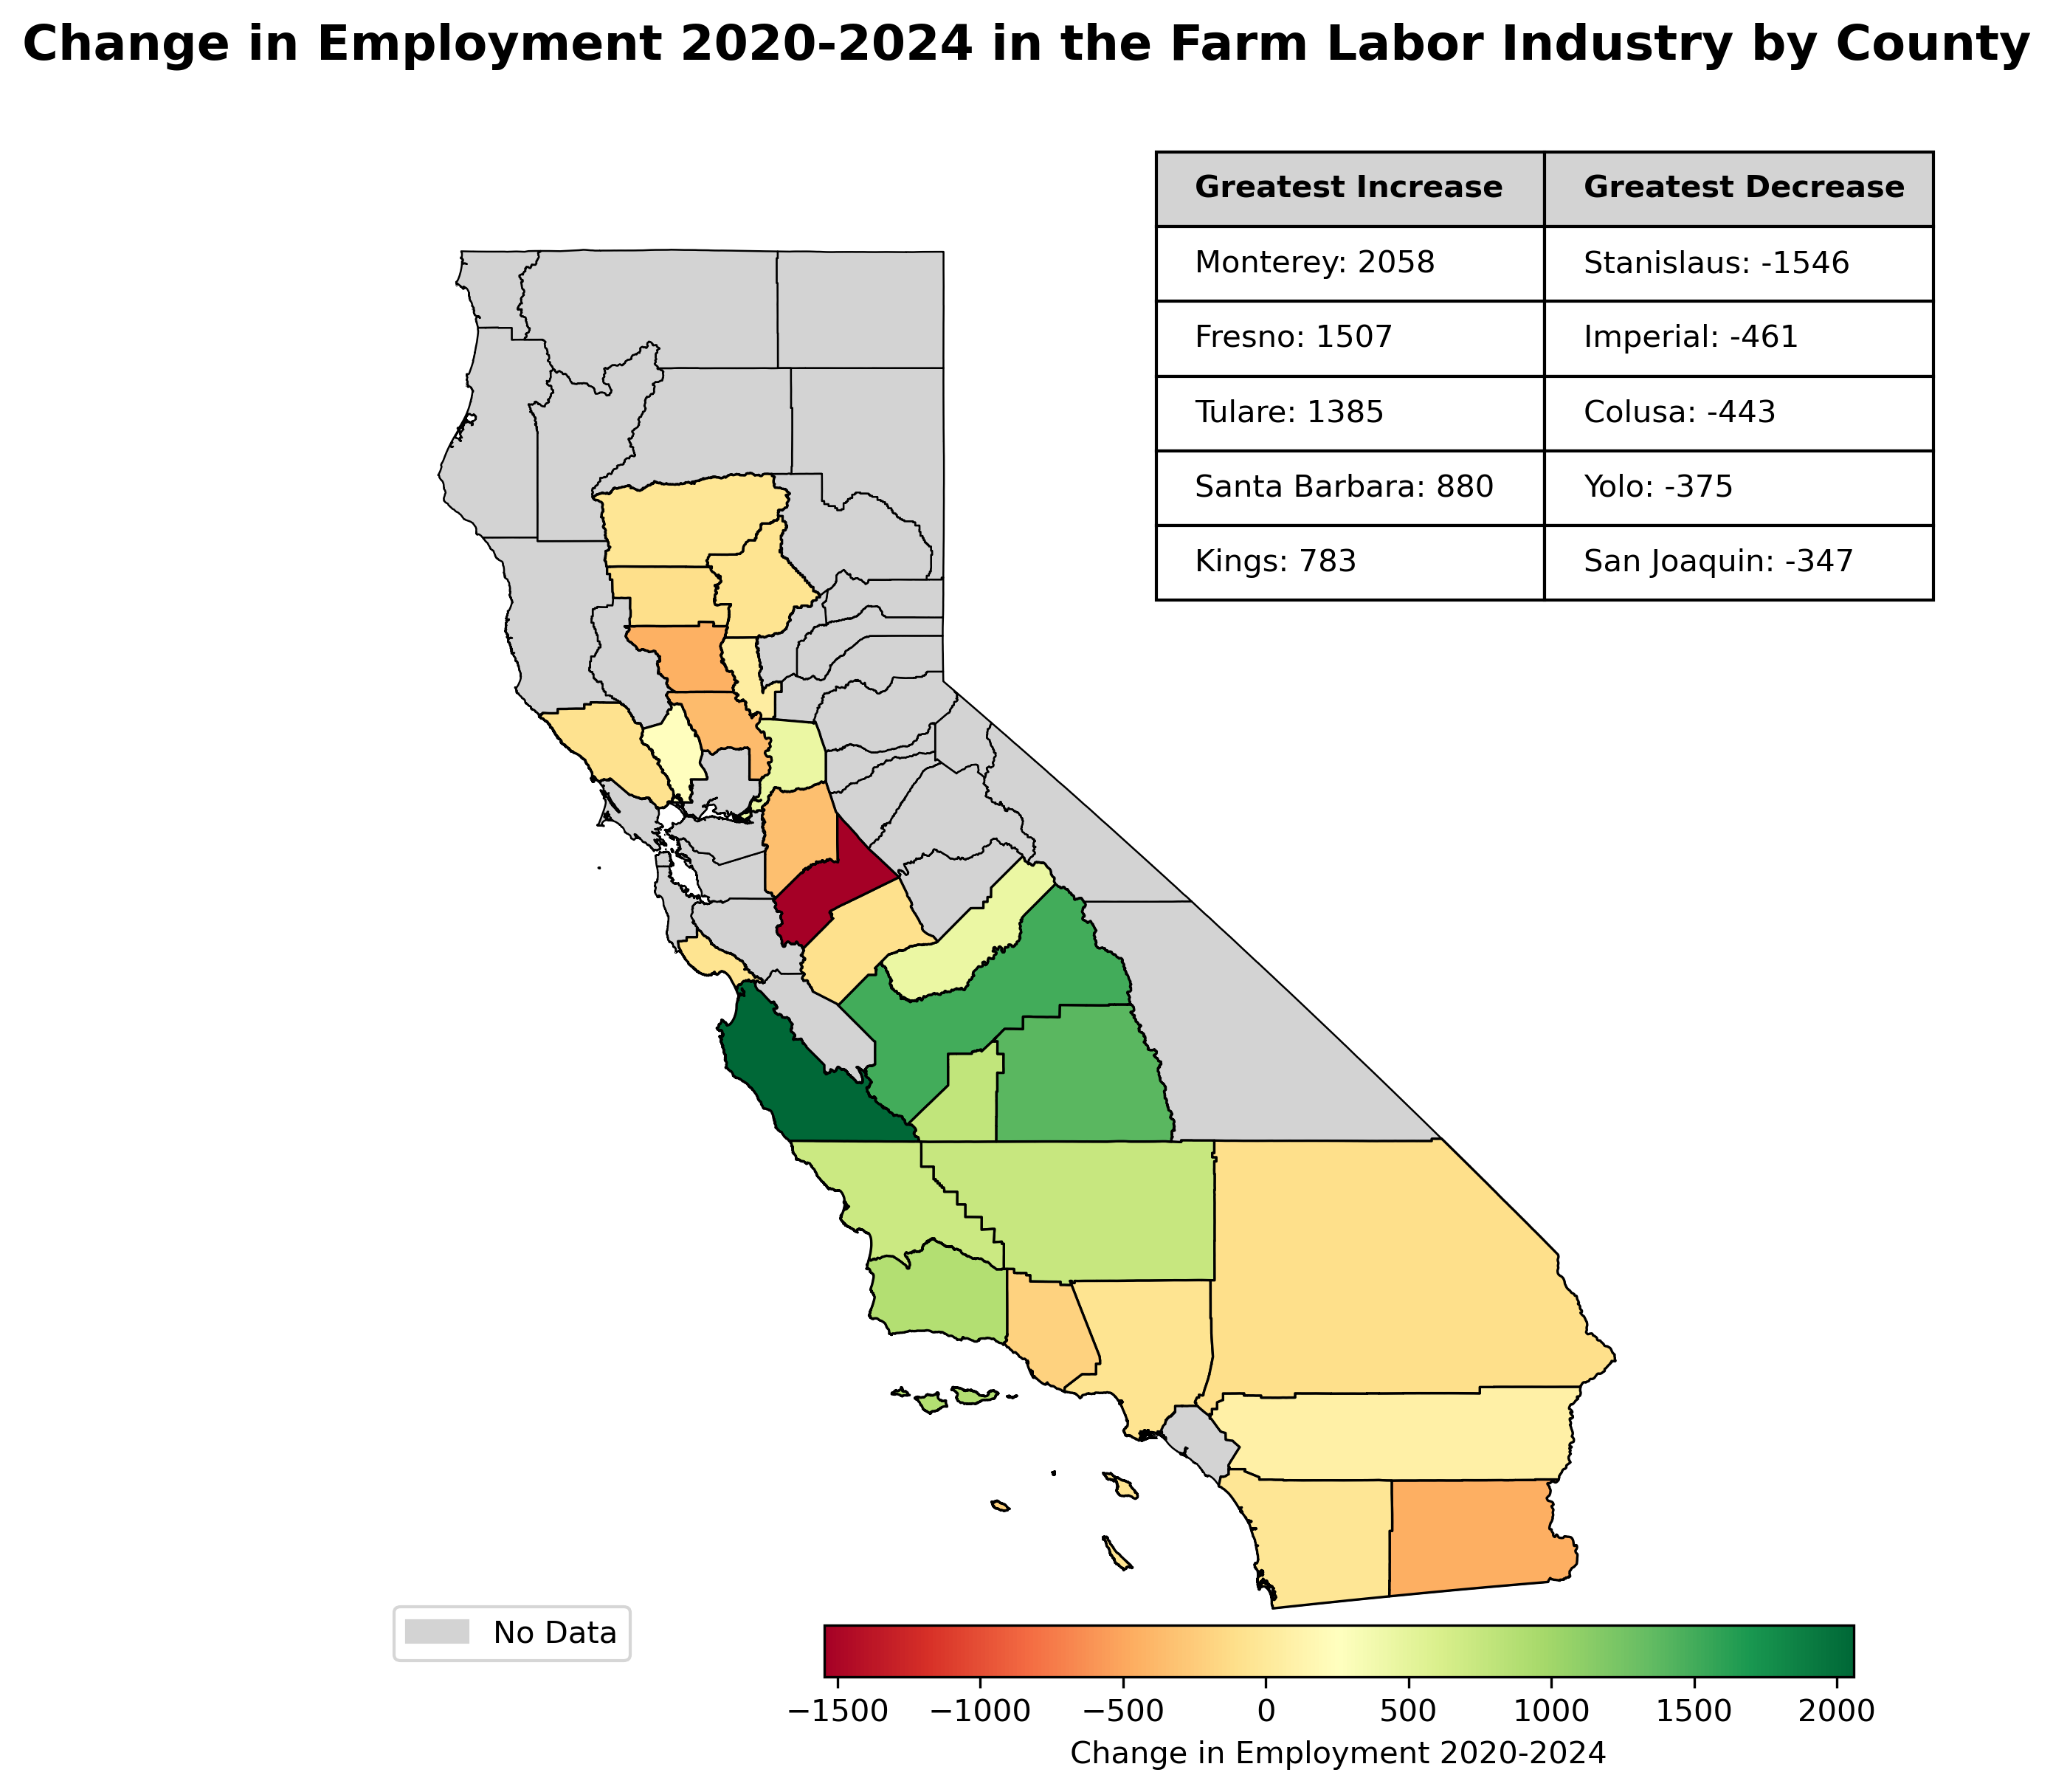 Change in Employment 2020-2024 in the Farm Labor Industry by County
Greatest Increase Greatest Decrease
Monterey: 2058 Stanislaus: -1546
Fresno: 1507 Imperial: -461
Tulare: 1385 Colusa: -443
Santa Barbara: 880 Yolo: -375
Kings: 783 San Joaquin: -347
No Data
−1500 −1000 −500 0 500 1000 1500 2000
Change in Employment 2020-2024